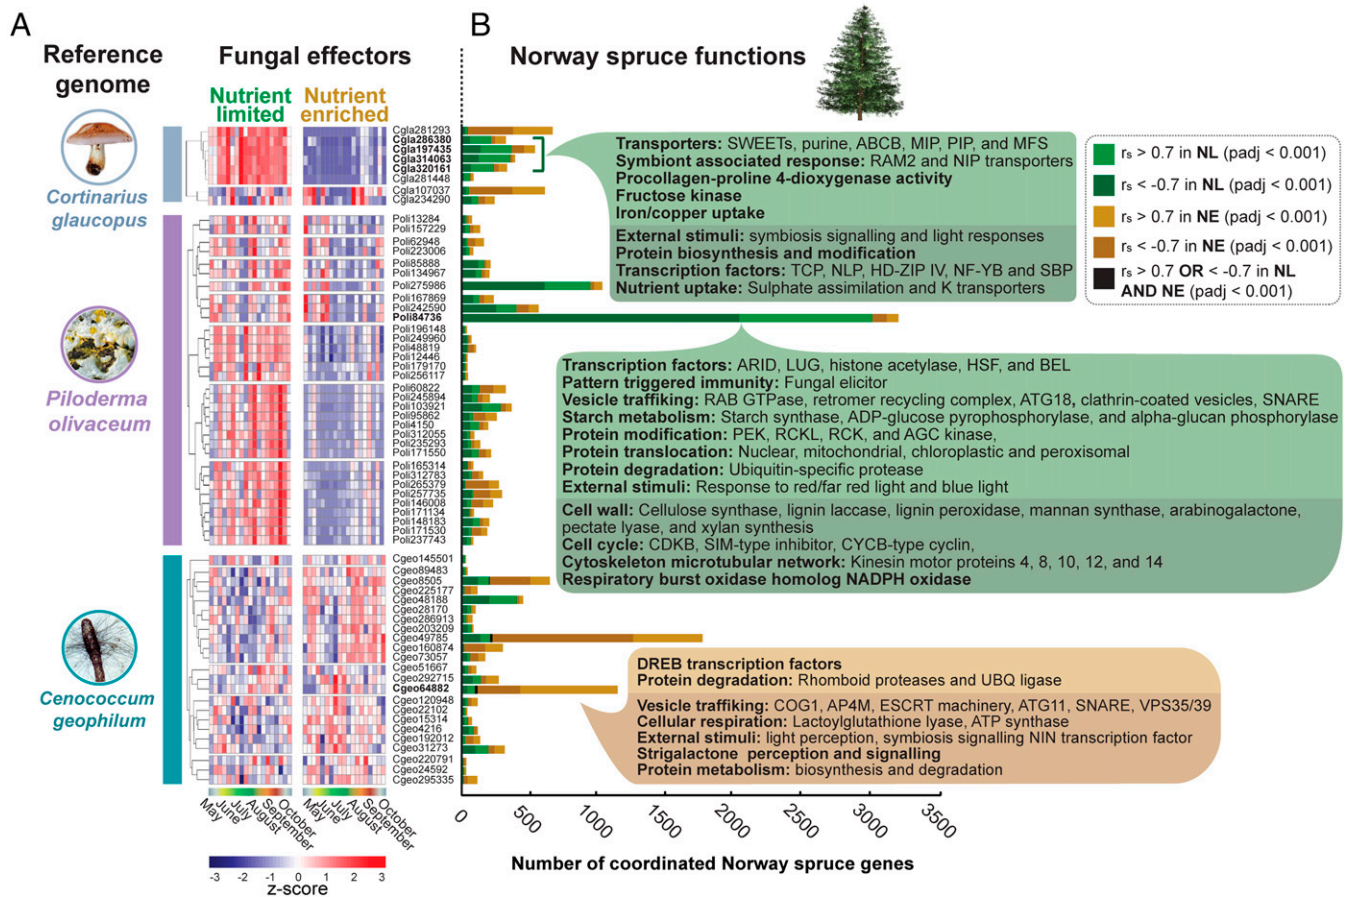 A
B
Reference
genome
Fungal effectors
Norway spruce functions
Nutrient
limited
Nutrient
enriched
Cortinarius
glaucopus
Piloderma
olivaceum
Cenococcum
geophilum
Cgla281293
Cgla286380
Cgla197435
Cgla314063
Cgla320161
Cgla281448
Cgla107037
Cgla234290
Poli13284
Poli157229
Poli62948
Poli223006
Poli85888
Poli134967
Poli275986
Poli167869
Poli242590
Poli84736
Poli196148
Poli249960
Poli48819
Poli12446
Poli179170
Poli256117
Poli60822
Poli245894
Poli103921
Poli95862
Poli4150
Poli312055
Poli235293
Poli171550
Poli165314
Poli312783
Poli265379
Poli257735
Poli146008
Poli171134
Poli148183
Poli171530
Poli237743
Cgeo145501
Cgeo89483
Cgeo8505
Cgeo225177
Cgeo48188
Cgeo28170
Cgeo286913
Cgeo203209
Cgeo49785
Cgeo160874
Cgeo73057
Cgeo51667
Cgeo292715
Cgeo64882
Cgeo120948
Cgeo22102
Cgeo15314
Cgeo4216
Cgeo192012
Cgeo31273
Cgeo220791
Cgeo24592
Cgeo295335
May
June
July
August
September
October
May
June
July
August
September
October
-3 -2 -1 0 1 2 3
z-score
Transporters: SWEETs, purine, ABCB, MIP, PIP, and MFS
Symbiont associated response: RAM2 and NIP transporters
Procollagen-proline 4-dioxygenase activity
Fructose kinase
Iron/copper uptake
External stimuli: symbiosis signalling and light responses
Protein biosynthesis and modification
Transcription factors: TCP, NLP, HD-ZIP IV, NF-YB and SBP
Nutrient uptake: Sulphate assimilation and K transporters
rs > 0.7 in NL (padj < 0.001)
rs < -0.7 in NL (padj < 0.001)
rs > 0.7 in NE (padj < 0.001)
rs < -0.7 in NE (padj < 0.001)
rs > 0.7 OR < -0.7 in NL
AND NE (padj < 0.001)
Transcription factors: ARID, LUG, histone acetylase, HSF, and BEL
Pattern triggered immunity: Fungal elicitor
Vesicle traffiking: RAB GTPase, retromer recycling complex, ATG18, clathrin-coated vesicles, SNARE
Starch metabolism: Starch synthase, ADP-glucose pyrophosphorylase, and alpha-glucan phosphorylase
Protein modification: PEK, RCKL, RCK, and AGC kinase,
Protein translocation: Nuclear, mitochondrial, chloroplastic and peroxisomal
Protein degradation: Ubiquitin-specific protease
External stimuli: Response to red/far red light and blue light
Cell wall: Cellulose synthase, lignin laccase, lignin peroxidase, mannan synthase, arabinogalactone,
pectate lyase, and xylan synthesis
Cell cycle: CDKB, SIM-type inhibitor, CYCB-type cyclin,
Cytoskeleton microtubular network: Kinesin motor proteins 4, 8, 10, 12, and 14
Respiratory burst oxidase homolog NADPH oxidase
DREB transcription factors
Protein degradation: Rhomboid proteases and UBQ ligase
Vesicle traffiking: COG1, AP4M, ESCRT machinery, ATG11, SNARE, VPS35/39
Cellular respiration: Lactoylglutathione lyase, ATP synthase
External stimuli: light perception, symbiosis signalling NIN transcription factor
Strigalactone perception and signalling
Protein metabolism: biosynthesis and degradation
0 500 1000 1500 2000 2500 3000 3500
Number of coordinated Norway spruce genes